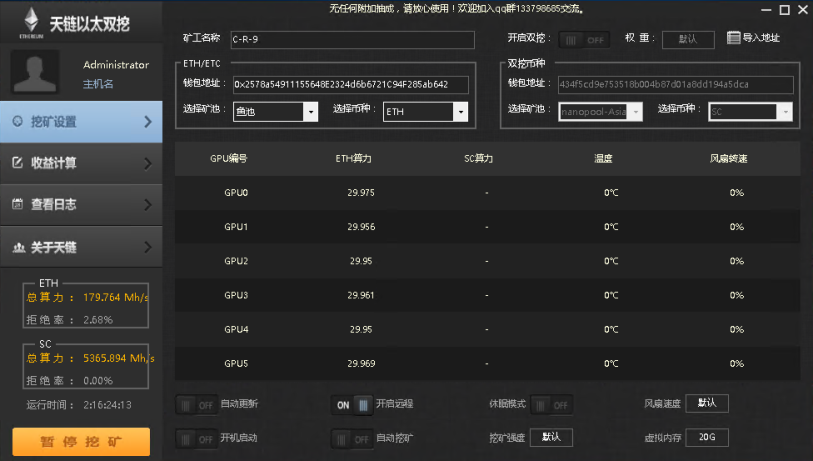 无任何附加抽成，请放心使用！欢迎加入qq群133798685交流。
天链以太双挖
ETHEREUM
Administrator
主机名
挖矿设置
收益计算
查看日志
关于天链
ETH
总算力： 179.764 Mh/s
拒绝率： 2.68%
SC
总算力： 5365.894 Mh/s
拒绝率： 0.00%
运行时间： 2:16:24:13
暂停挖矿
矿工名称 C-R-9
开启双挖： OFF 权重： 默认 导入地址
ETH/ETC
钱包地址： 0x2578a54911155648E2324d6b6721C94F285ab642
选择矿池： 鱼池 选择币种： ETH
双挖币种
钱包地址： 434f5cd9e753518b004b87d01a8dd194a5dca
选择矿池： nanopool-Asia 选择币种： SC
GPU编号 ETH算力 SC算力 温度 风扇转速
GPU0 29.975 - 0℃ 0%
GPU1 29.956 - 0℃ 0%
GPU2 29.95 - 0℃ 0%
GPU3 29.961 - 0℃ 0%
GPU4 29.95 - 0℃ 0%
GPU5 29.969 - 0℃ 0%
OFF 自动更新 ON 开启远程 休眠模式 OFF 风扇速度 默认
OFF 开机启动 OFF 自动挖矿 挖矿强度 默认 虚拟内存 20G